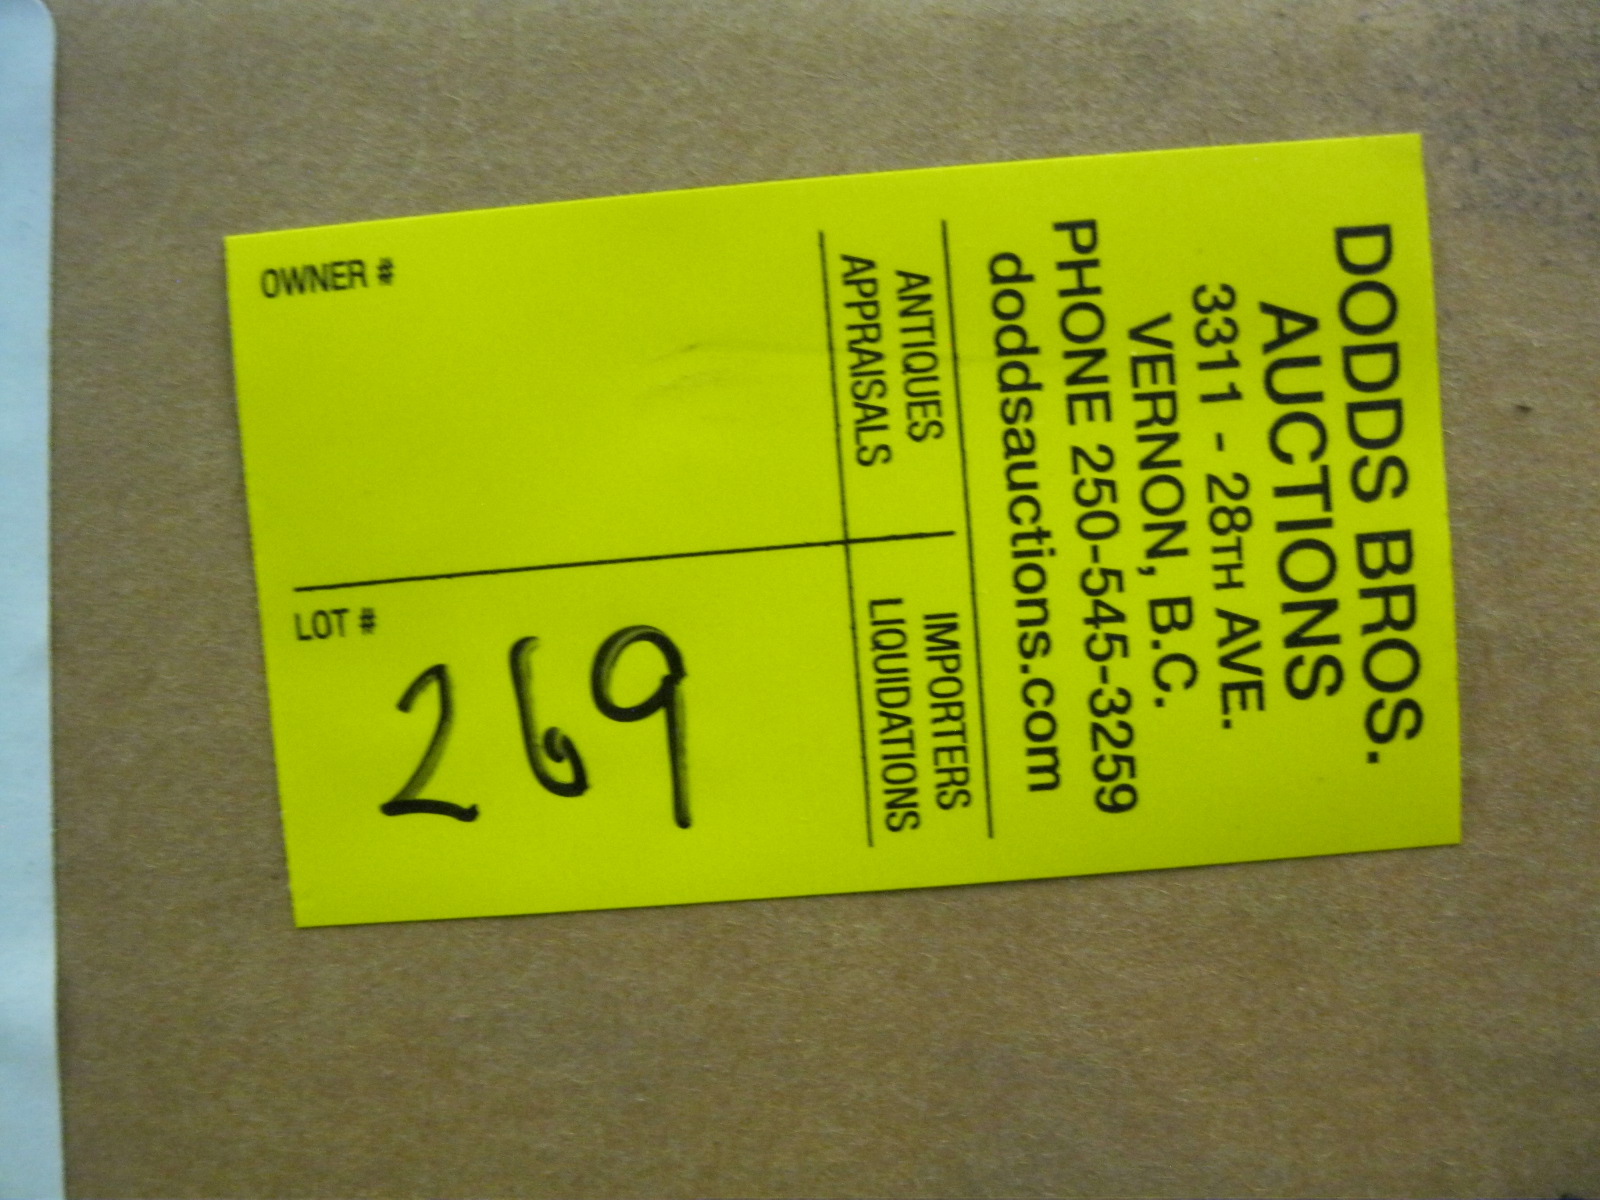 DODDS BROS.
AUCTIONS
3311 - 28TH AVE.
VERNON, B.C.
PHONE 250-545-3259
doddsauctions.com
ANTIQUES
APPRAISALS
IMPORTERS
LIQUIDATIONS
OWNER #
LOT #
269